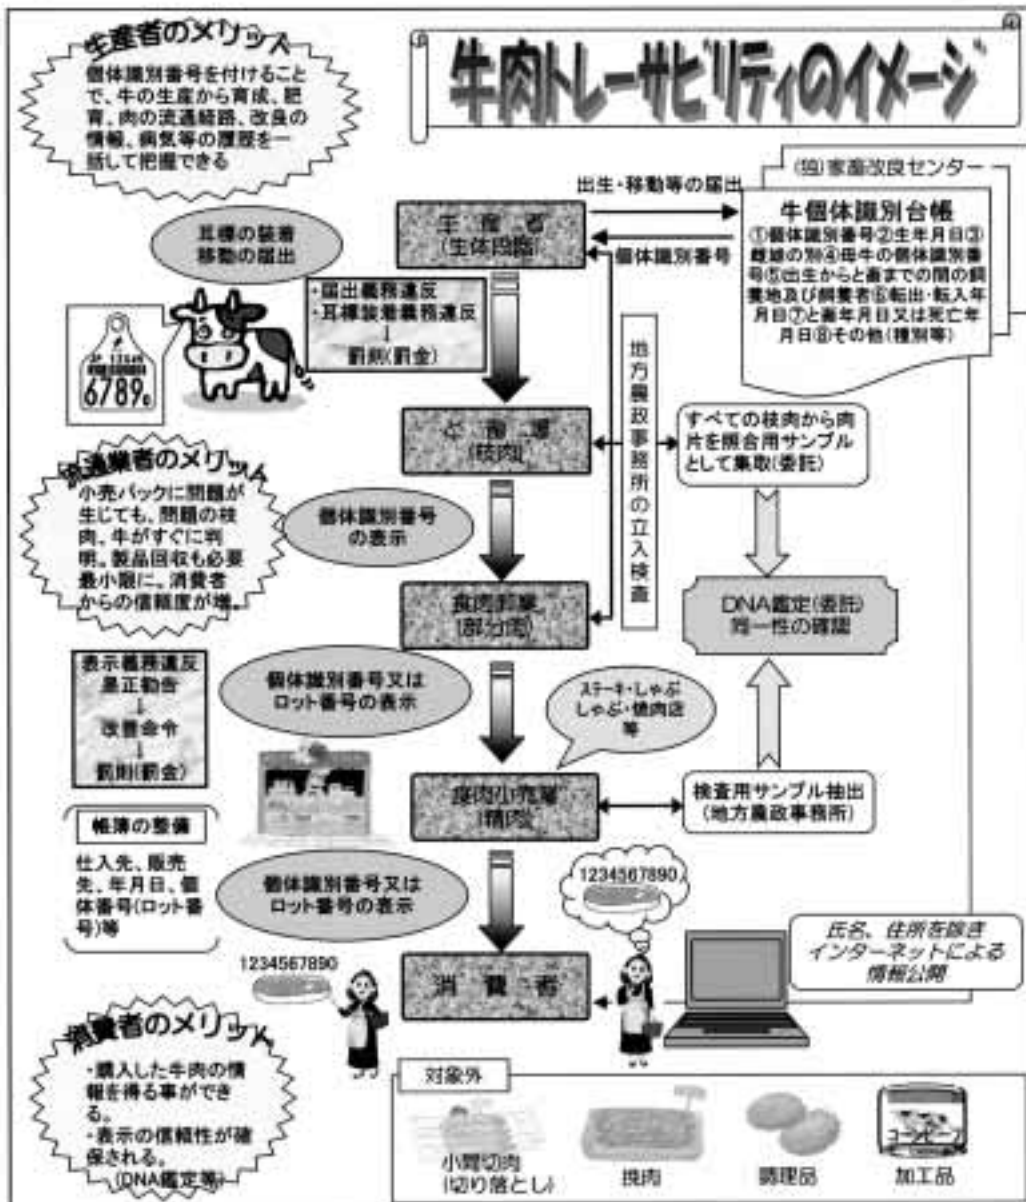 牛肉トレーサビリティのイメージ
生産者のメリット
個体識別番号を付けること
で、牛の生産から育成、肥
育、肉の流通経路、改良の
情報、病気等の履歴を一
括して把握できる
(独)家畜改良センター
出生・移動等の届出
個体識別番号
牛個体識別台帳
①個体識別番号②生年月日③
雌雄の別④母牛の個体識別番
号⑤出生からと畜までの間の飼
養地及び飼養者⑥転出・転入年
月日⑦と畜年月日又は死亡年
月日⑧その他(種別等)
生産者
(生体段階)
耳標の装着
移動の届出
・届出義務違反
・耳標装着義務違反
↓
罰則(罰金)
6789
地方農政事務所の立入検査
と畜場
(枝肉)
すべての枝肉から肉
片を照合用サンプル
として集取(委託)
流通業者のメリット
小売パックに問題が
生じても、問題の枝
肉、牛がすぐに判
明。製品回収も必要
最小限に、消費者
からの信頼度が増。
個体識別番号
の表示
食肉卸業
(部分肉)
DNA鑑定(委託)
同一性の確認
表示義務違反
是正勧告
↓
改善命令
↓
罰則(罰金)
個体識別番号又は
ロット番号の表示
ステーキ・しゃぶ
しゃぶ・焼肉店
等
食肉小売業
(精肉)
検査用サンプル抽出
(地方農政事務所)
帳簿の整備
仕入先、販売
先、年月日、個
体番号(ロット番
号)等
個体識別番号又は
ロット番号の表示
1234567890
氏名、住所を除き
インターネットによる
情報公開
1234567890
消費者
消費者のメリット
・購入した牛肉の情
報を得る事ができ
る。
・表示の信頼性が確
保される。
(DNA鑑定等)
対象外
小間切肉
(切り落とし)
挽肉
調理品
コーンビーフ
加工品